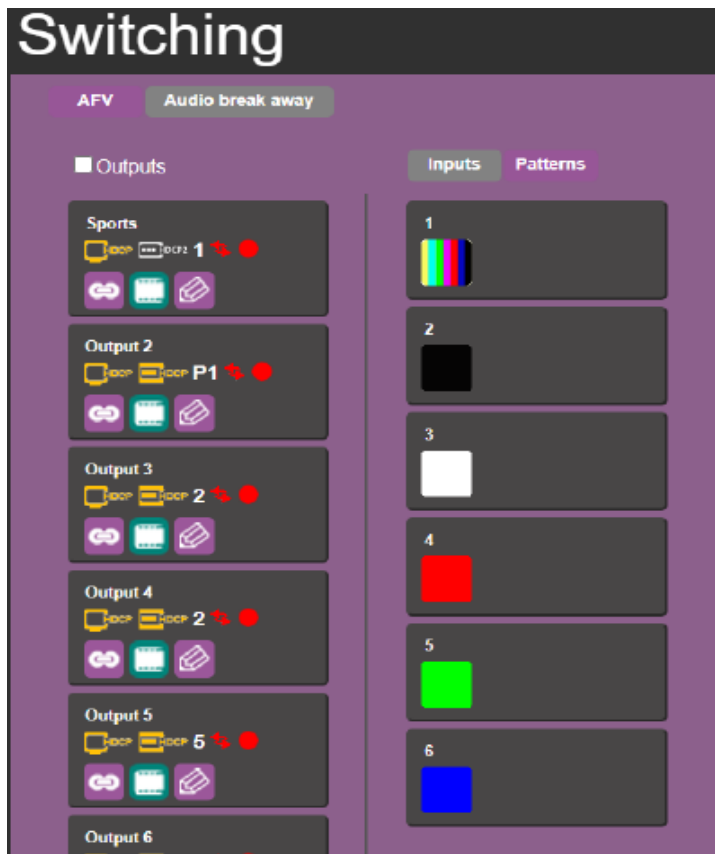 Switching
AFV Audio break away
Outputs
Inputs Patterns
Sports
1
Output 2
P1
Output 3
2
Output 4
2
Output 5
5
Output 6
1
2
3
4
5
6